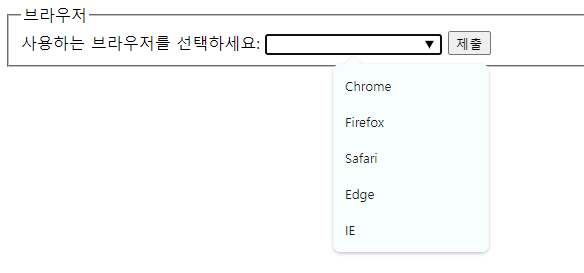 브라우저
사용하는 브라우저를 선택하세요: 제출
Chrome
Firefox
Safari
Edge
IE